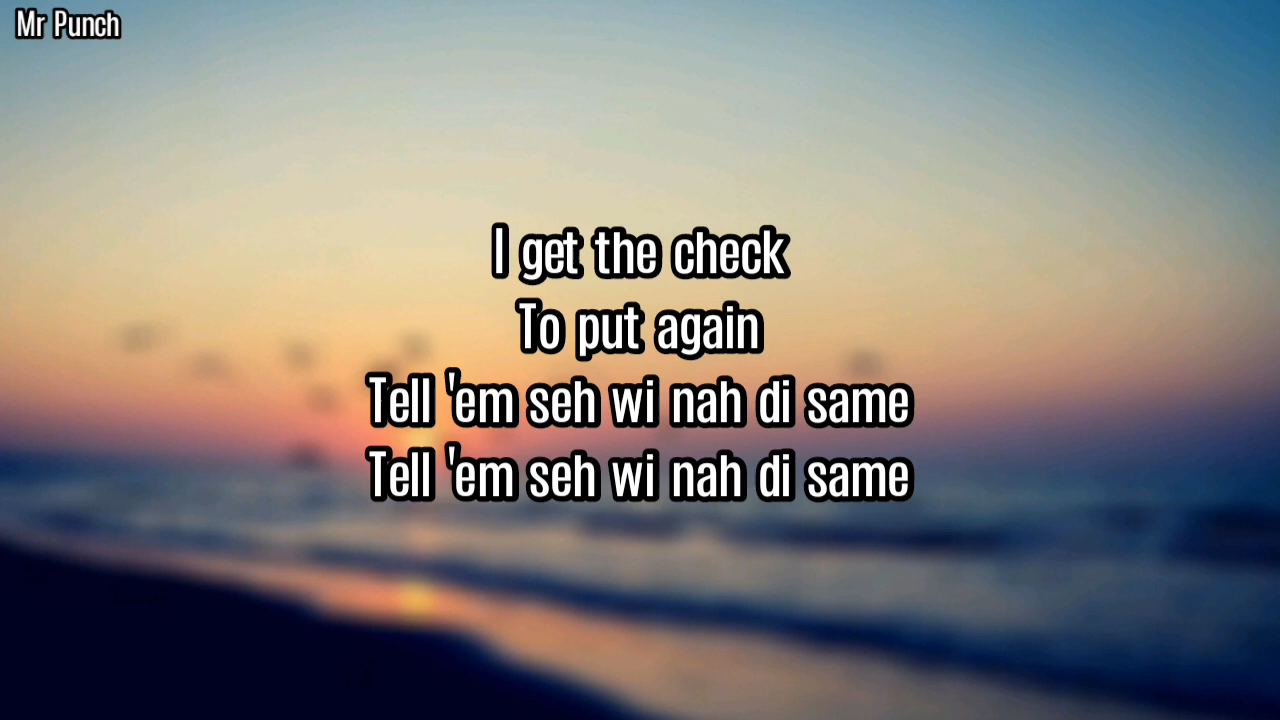 Mr Punch
I get the check
To put again
Tell 'em seh wi nah di same
Tell 'em seh wi nah di same